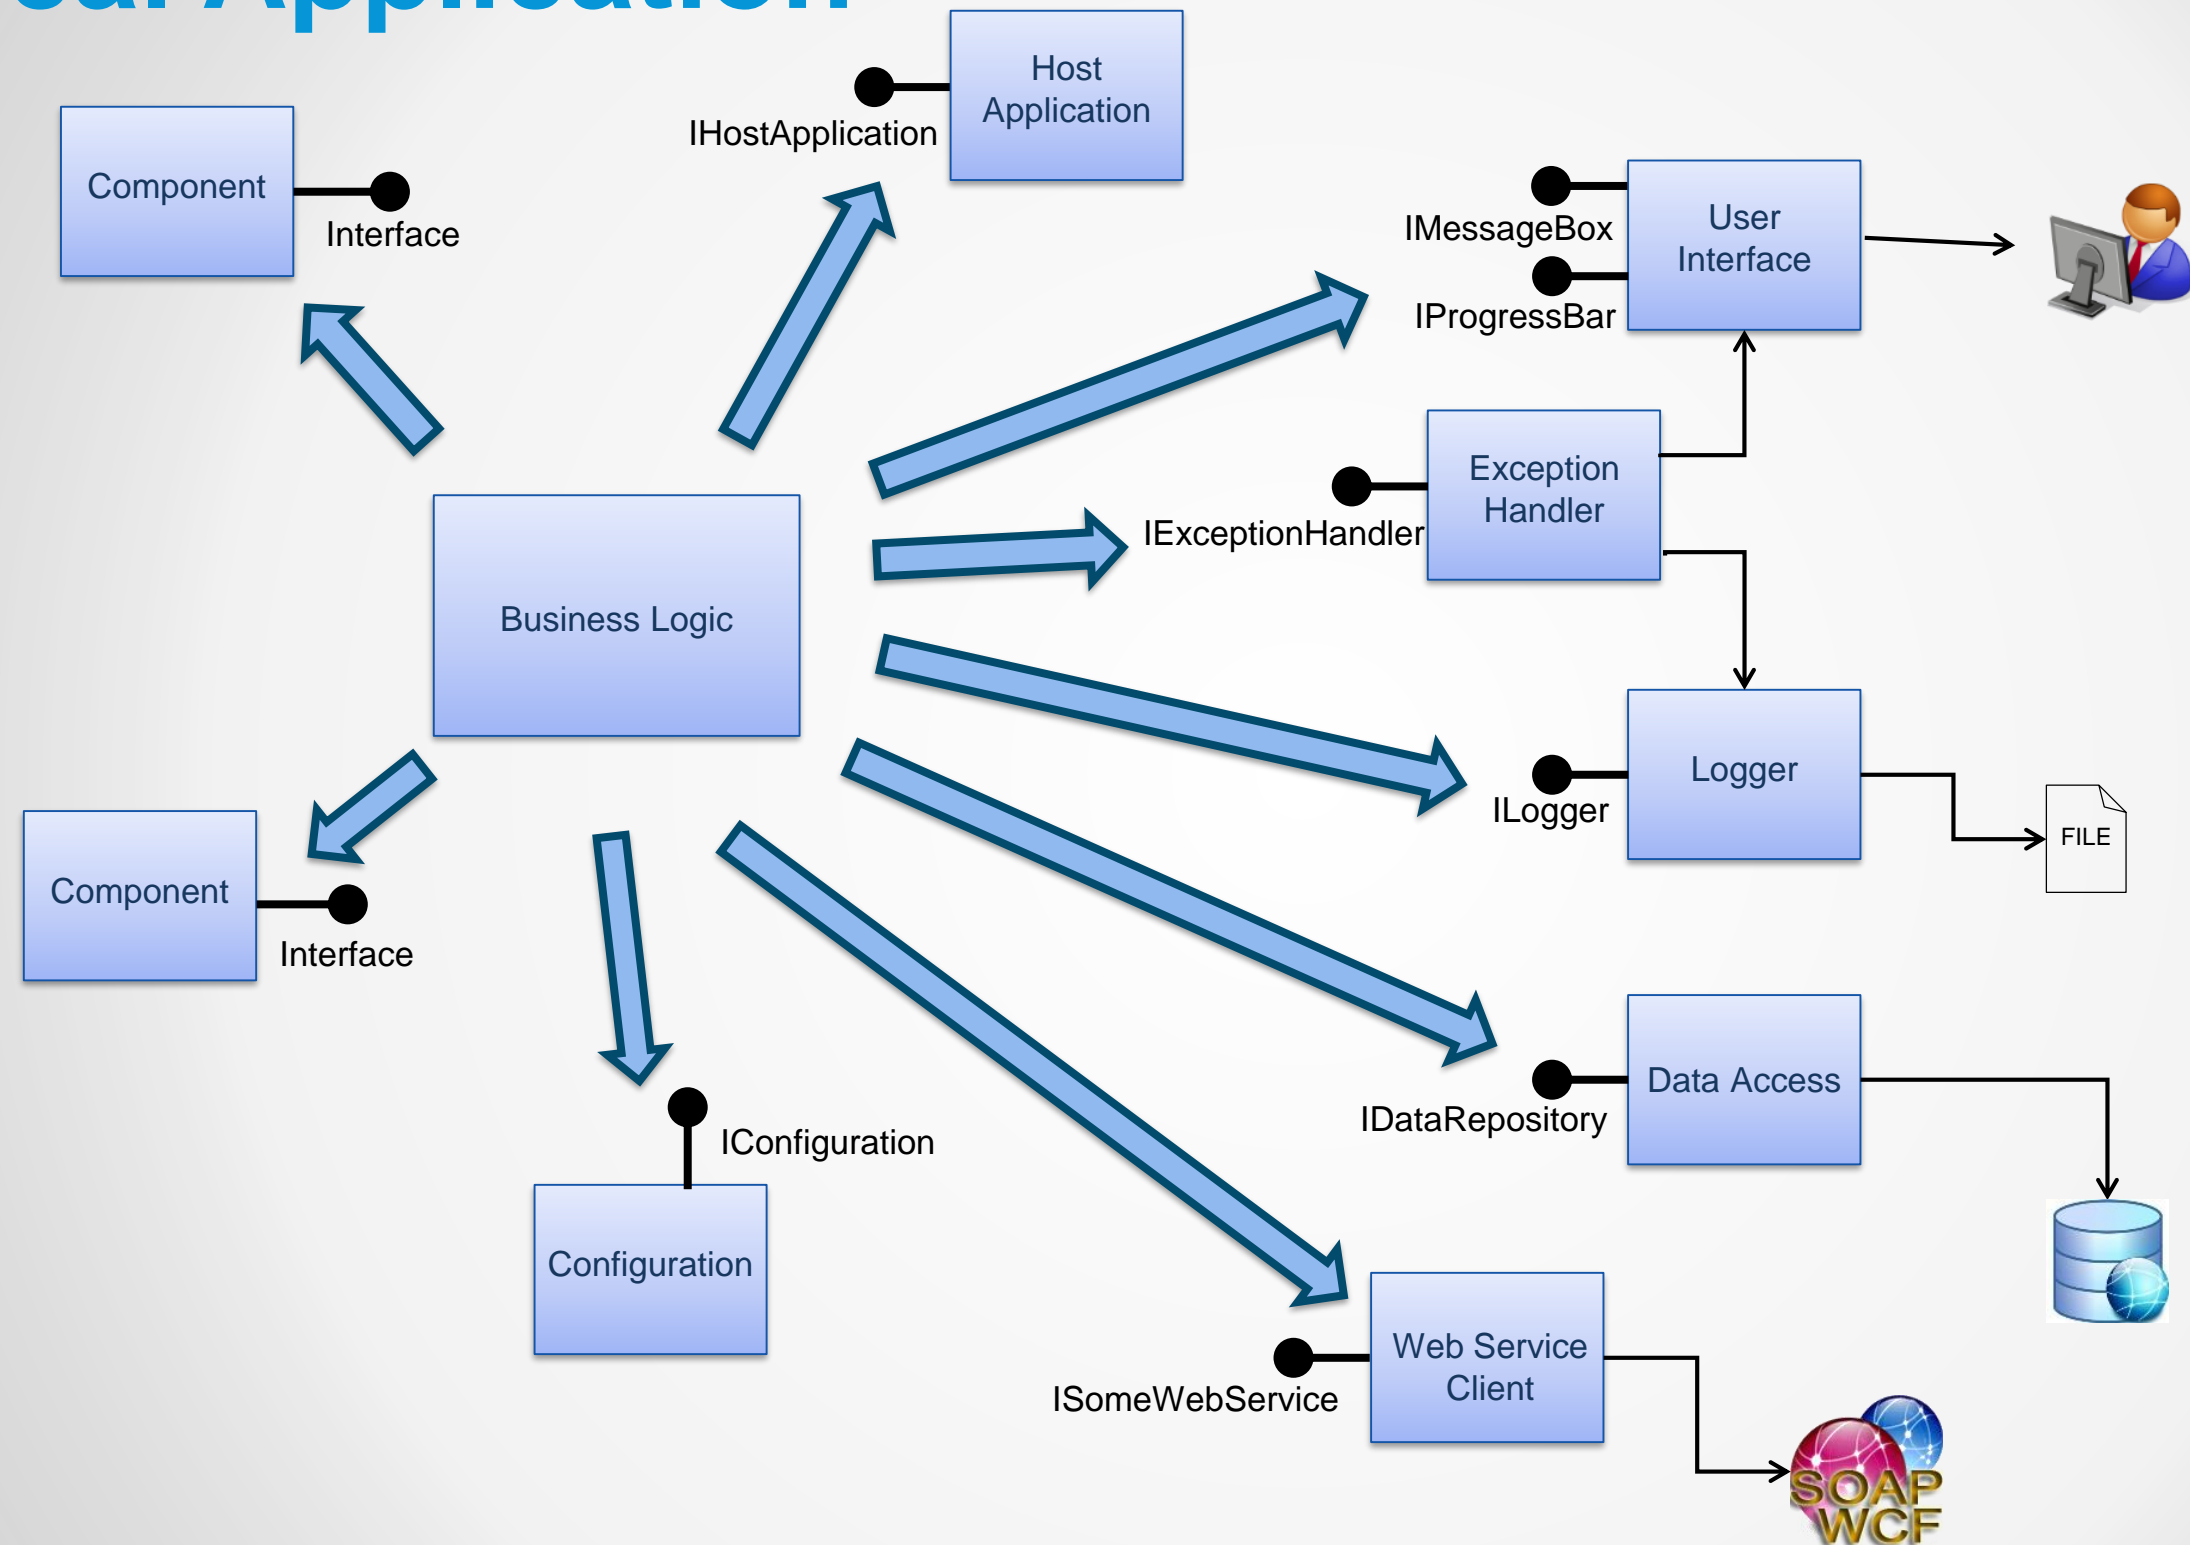 Application
Host
Application
IHostApplication
Component
Interface
IMessageBox
User
Interface
IProgressBar
Exception
Handler
IExceptionHandler
Business Logic
Logger
ILogger
FILE
Component
Interface
Data Access
IDataRepository
IConfiguration
Configuration
Web Service
Client
ISomeWebService
SOAP
WCF